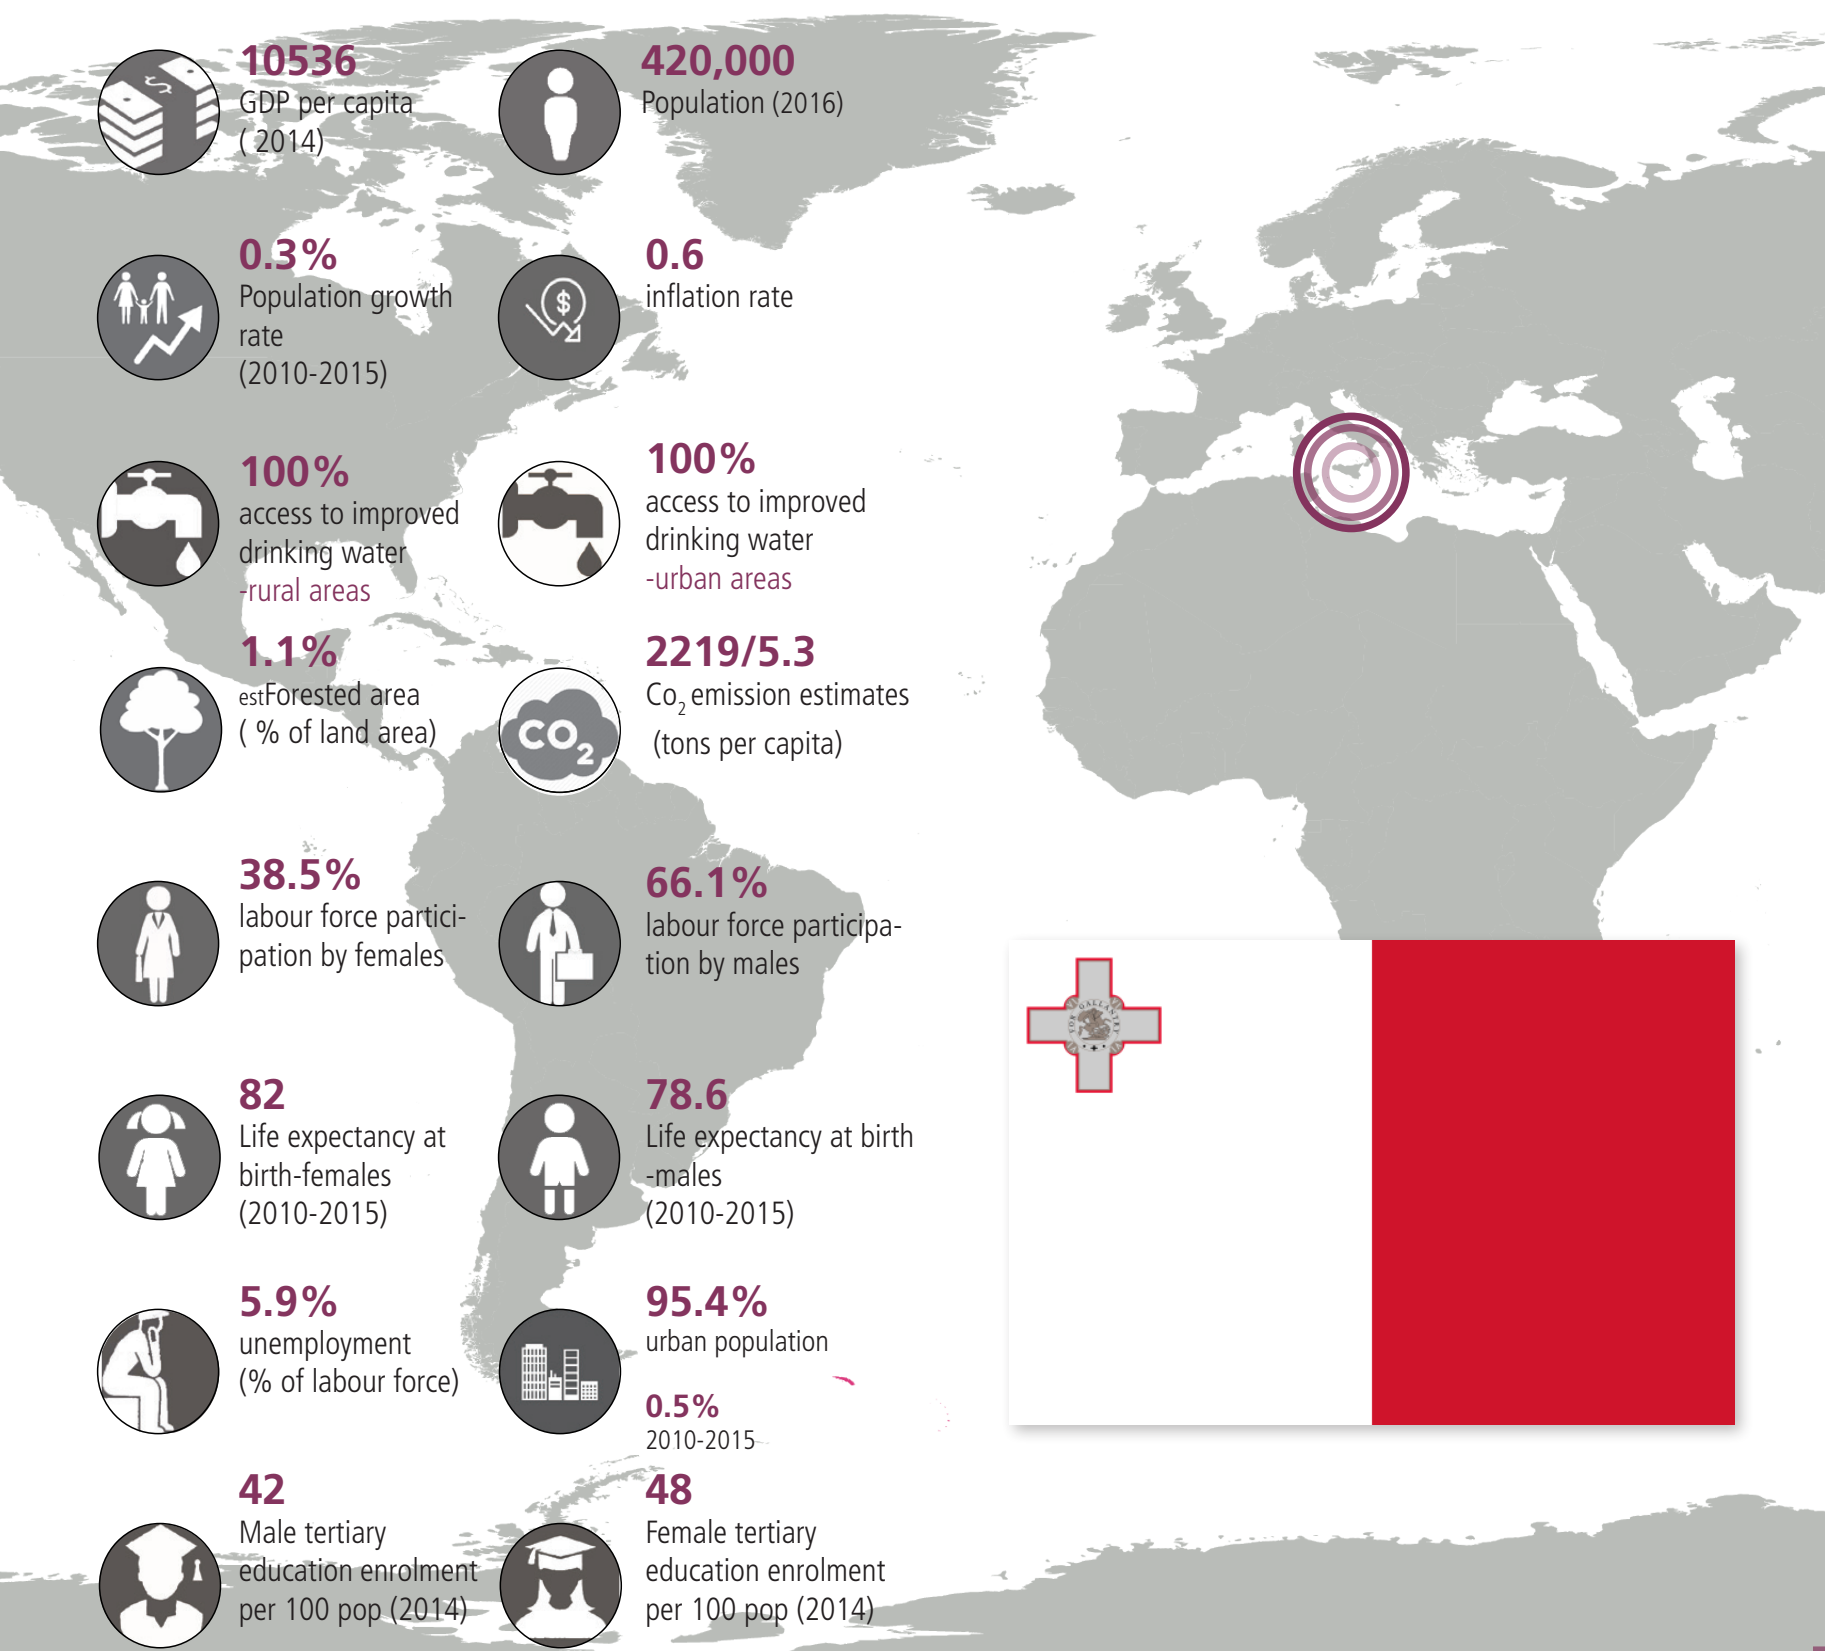 10536
GDP per capita
( 2014)
420,000
Population (2016)
0.3%
Population growth
rate
(2010-2015)
0.6
inflation rate
100%
access to improved
drinking water
-rural areas
100%
access to improved
drinking water
-urban areas
1.1%
estForested area
( % of land area)
CO2
2219/5.3
Co2 emission estimates
(tons per capita)
38.5%
labour force partici-
pation by females
66.1%
labour force participa-
tion by males
FOR GALLANTRY
82
Life expectancy at
birth-females
(2010-2015)
78.6
Life expectancy at birth
-males
(2010-2015)
5.9%
unemployment
(% of labour force)
95.4%
urban population
0.5%
2010-2015
42
Male tertiary
education enrolment
per 100 pop (2014)
48
Female tertiary
education enrolment
per 100 pop (2014)